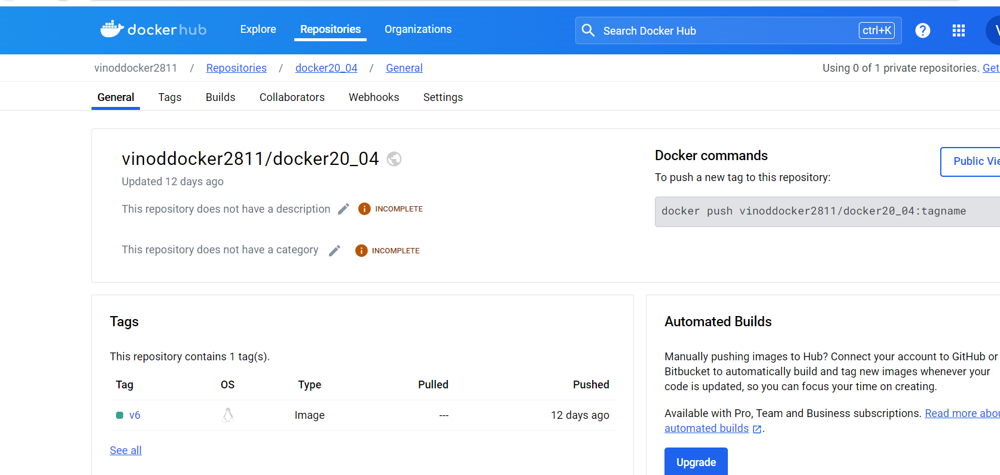 dockerhub
Explore
Repositories
Organizations
Search Docker Hub
ctrl+K
?
V
vinoddocker2811 / Repositories / docker20_04 / General
Using 0 of 1 private repositories. Get
General
Tags
Builds
Collaborators
Webhooks
Settings
vinoddocker2811/docker20_04
Updated 12 days ago
This repository does not have a description
INCOMPLETE
This repository does not have a category
INCOMPLETE
Docker commands
To push a new tag to this repository:
Public Vie
docker push vinoddocker2811/docker20_04:tagname
Tags
This repository contains 1 tag(s).
Tag OS Type Pulled Pushed
v6 Image --- 12 days ago
See all
Automated Builds
Manually pushing images to Hub? Connect your account to GitHub or
Bitbucket to automatically build and tag new images whenever your
code is updated, so you can focus your time on creating.
Available with Pro, Team and Business subscriptions. Read more abou
automated builds .
Upgrade